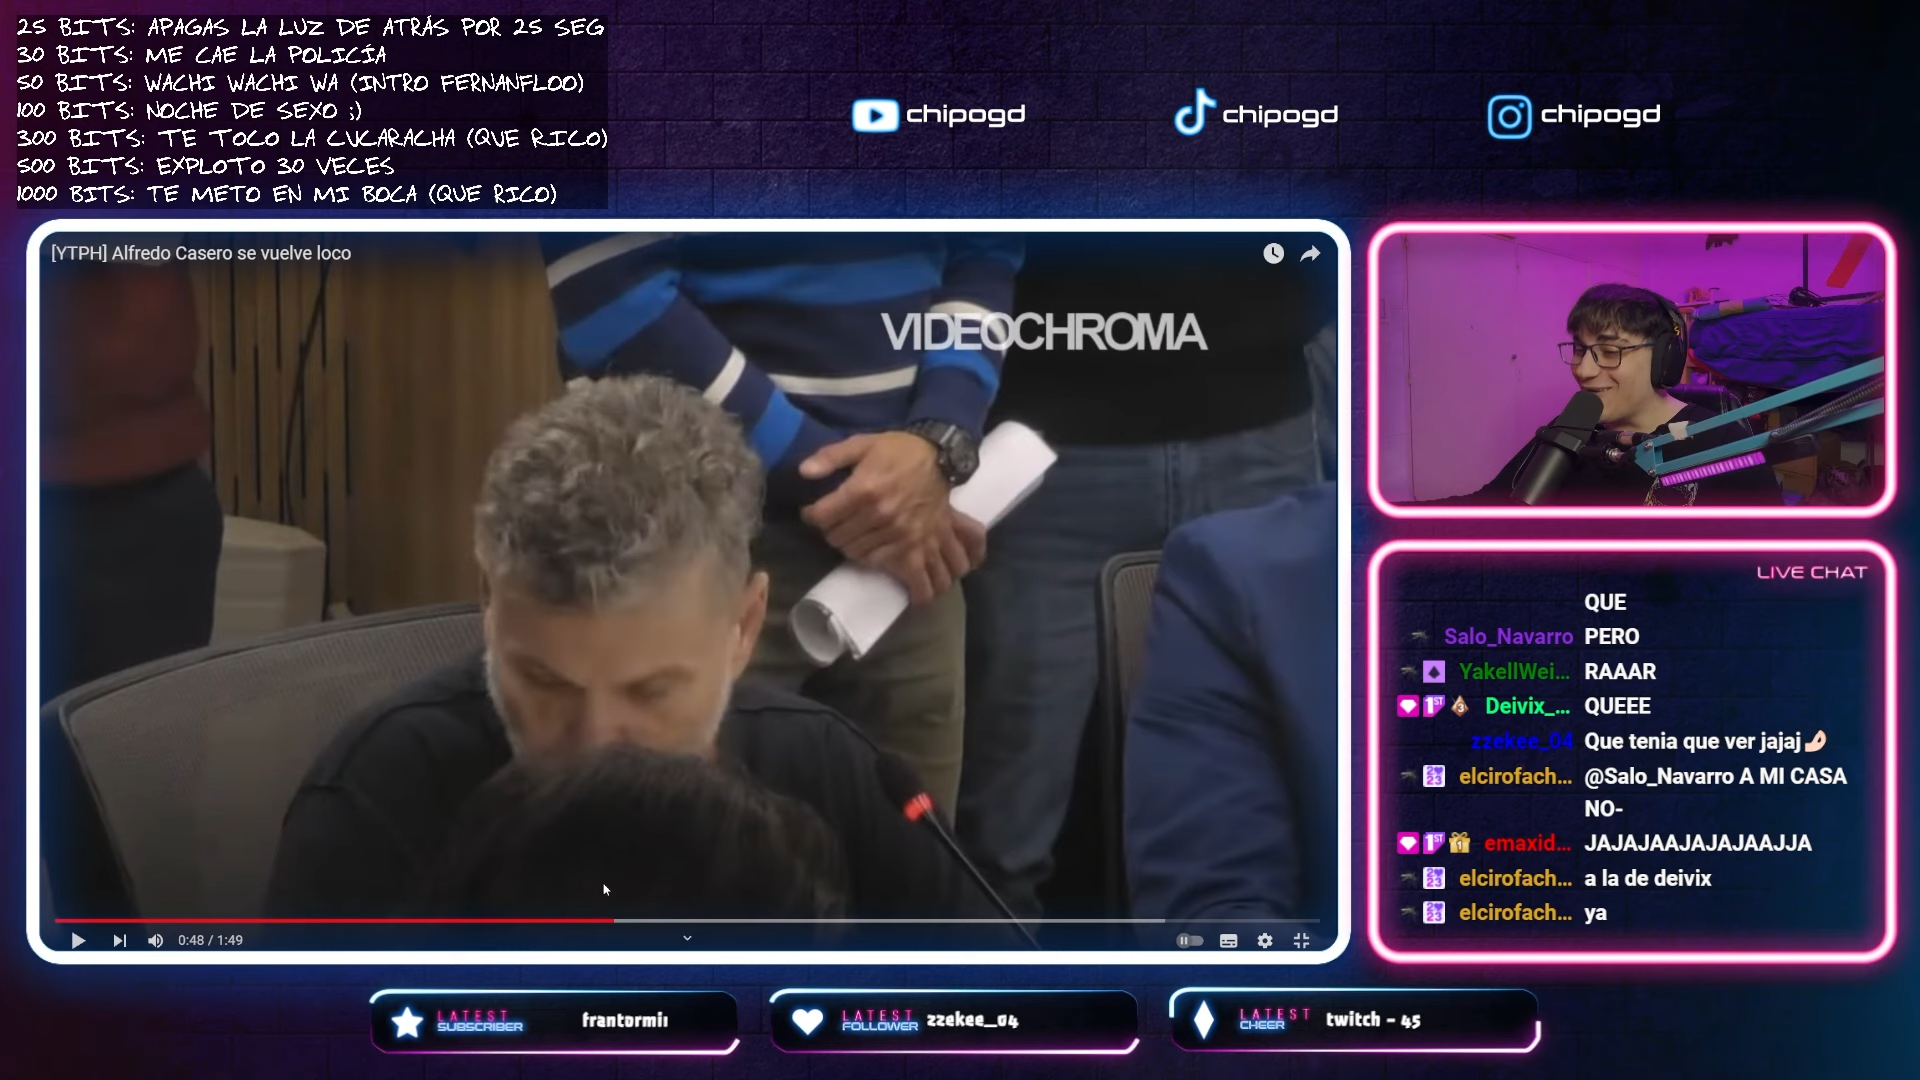 25 BITS: APAGAS LA LUZ DE ATRÁS POR 25 SEG
30 BITS: ME CAE LA POLICÍA
50 BITS: WACHI WACHI WA (INTRO FERNANFLOO)
100 BITS: NOCHE DE SEXO ;)
300 BITS: TE TOCO LA CUCARACHA (QUE RICO)
500 BITS: EXPLOTO 30 VECES
1000 BITS: TE METO EN MI BOCA (QUE RICO)
chipogd
chipogd
chipogd
[YTPH] Alfredo Casero se vuelve loco
VIDEOCHROMA
0:48 / 1:49
LIVE CHAT
QUE
Salo_Navarro PERO
YakellWei... RAAAR
Deivix_... QUEEE
zzekee_04 Que tenia que ver jajaj🤌🏻
elcirofach... @Salo_Navarro A MI CASA
NO-
emaxid... JAJAJAAJAJAJAAJJA
elcirofach... a la de deivix
elcirofach... ya
LATEST SUBSCRIBER frantormii
LATEST FOLLOWER zzekee_04
LATEST CHEER twitch - 45